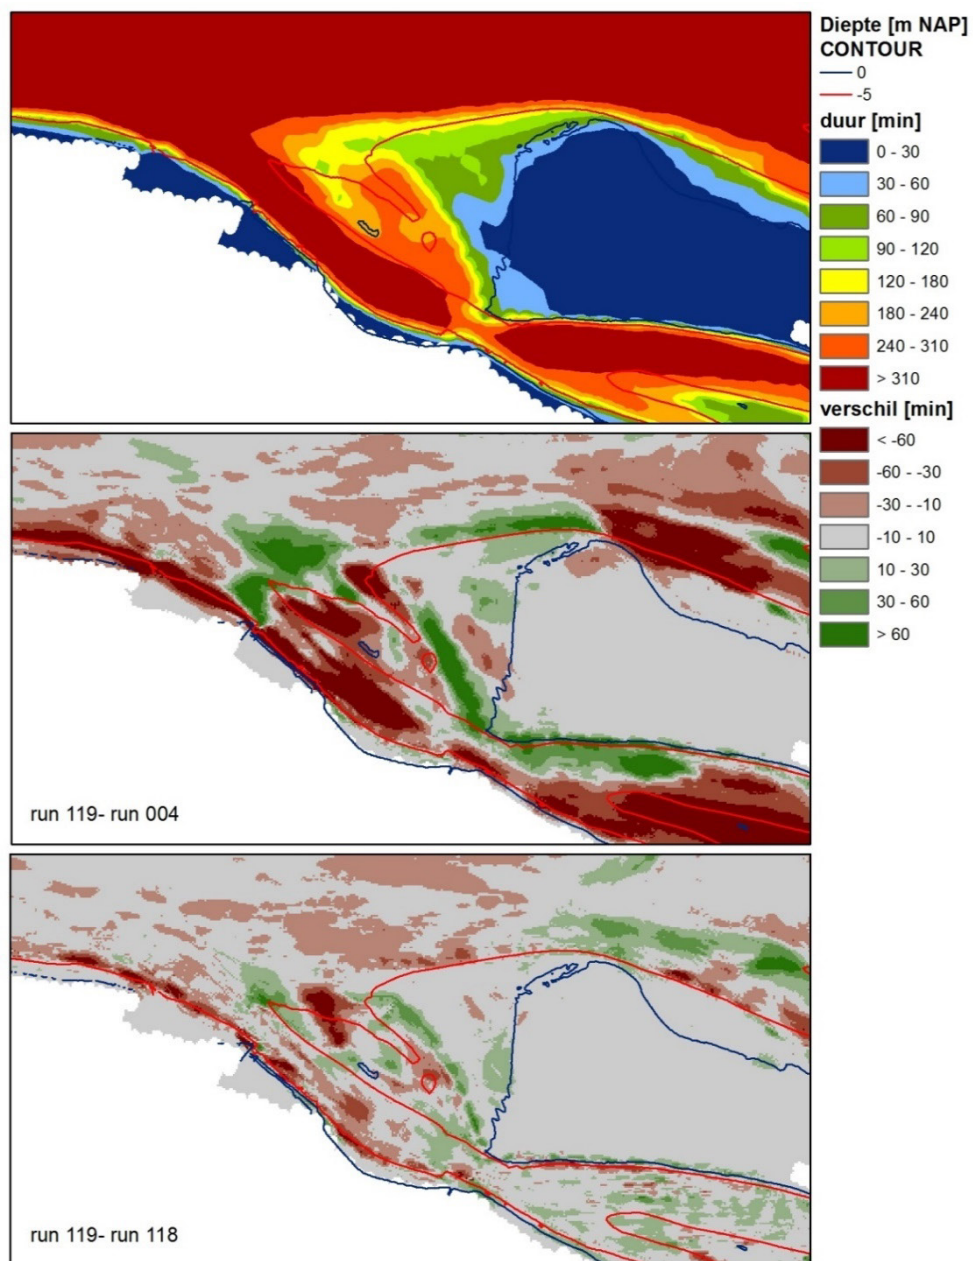 Diepte [m NAP]
CONTOUR
0
-5
duur [min]
0 - 30
30 - 60
60 - 90
90 - 120
120 - 180
180 - 240
240 - 310
> 310
verschil [min]
< -60
-60 - -30
-30 - -10
-10 - 10
10 - 30
30 - 60
> 60
run 119- run 004
run 119- run 118